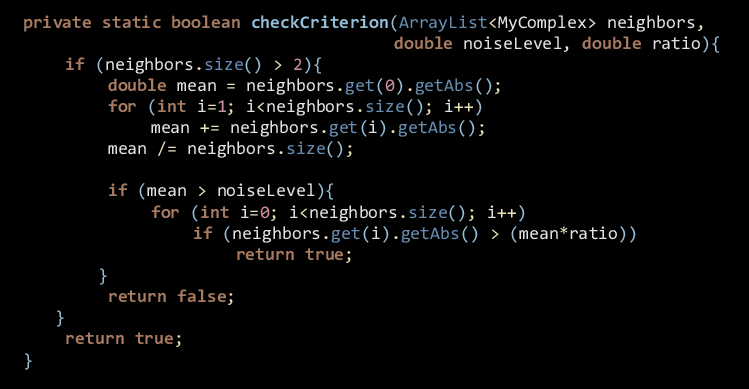 private static boolean checkCriterion(ArrayList<MyComplex> neighbors,
double noiseLevel, double ratio){
if (neighbors.size() > 2){
double mean = neighbors.get(0).getAbs();
for (int i=1; i<neighbors.size(); i++)
mean += neighbors.get(i).getAbs();
mean /= neighbors.size();
if (mean > noiseLevel){
for (int i=0; i<neighbors.size(); i++)
if (neighbors.get(i).getAbs() > (mean*ratio))
return true;
}
return false;
}
return true;
}